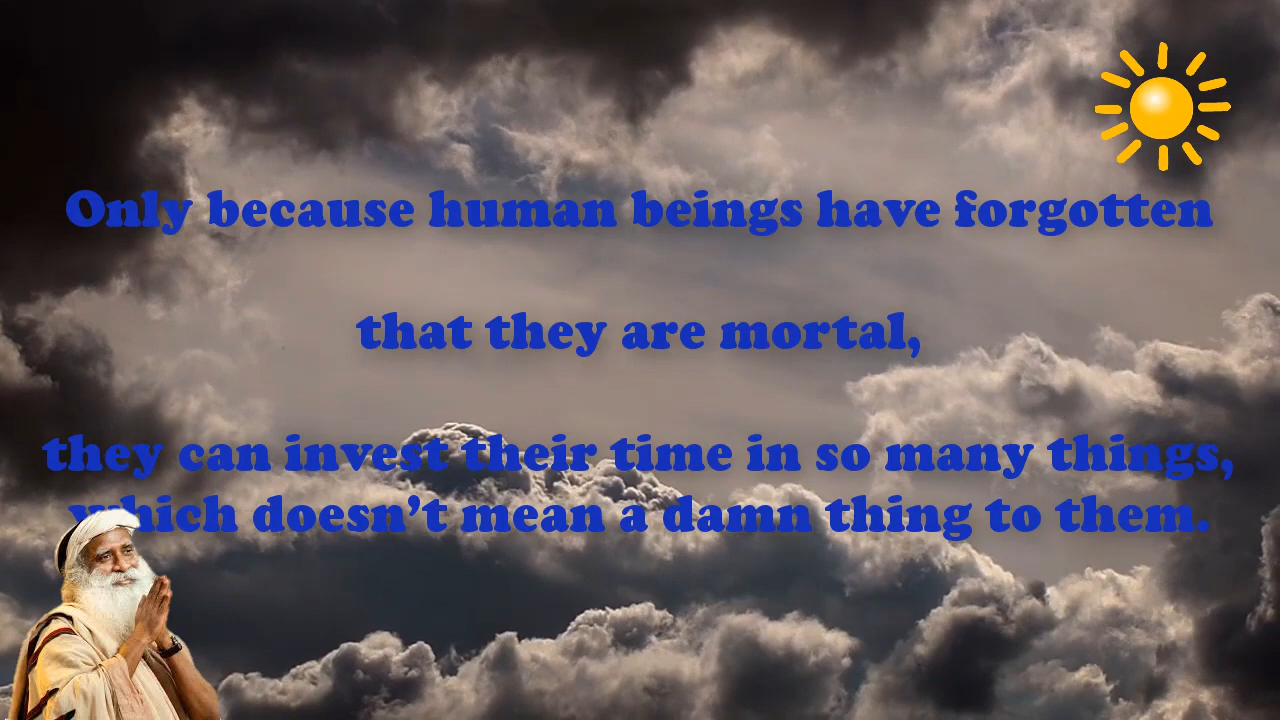 Only because human beings have forgotten
that they are mortal,
they can invest their time in so many things,
which doesn’t mean a damn thing to them.